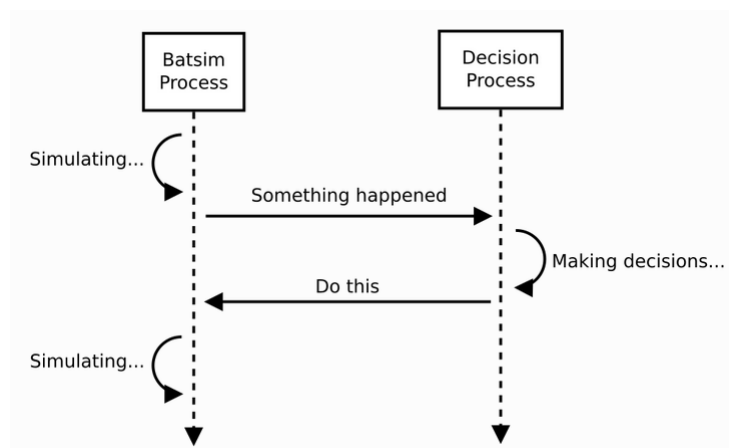 Batsim
Process
Decision
Process
Simulating...
Something happened
Making decisions...
Do this
Simulating...